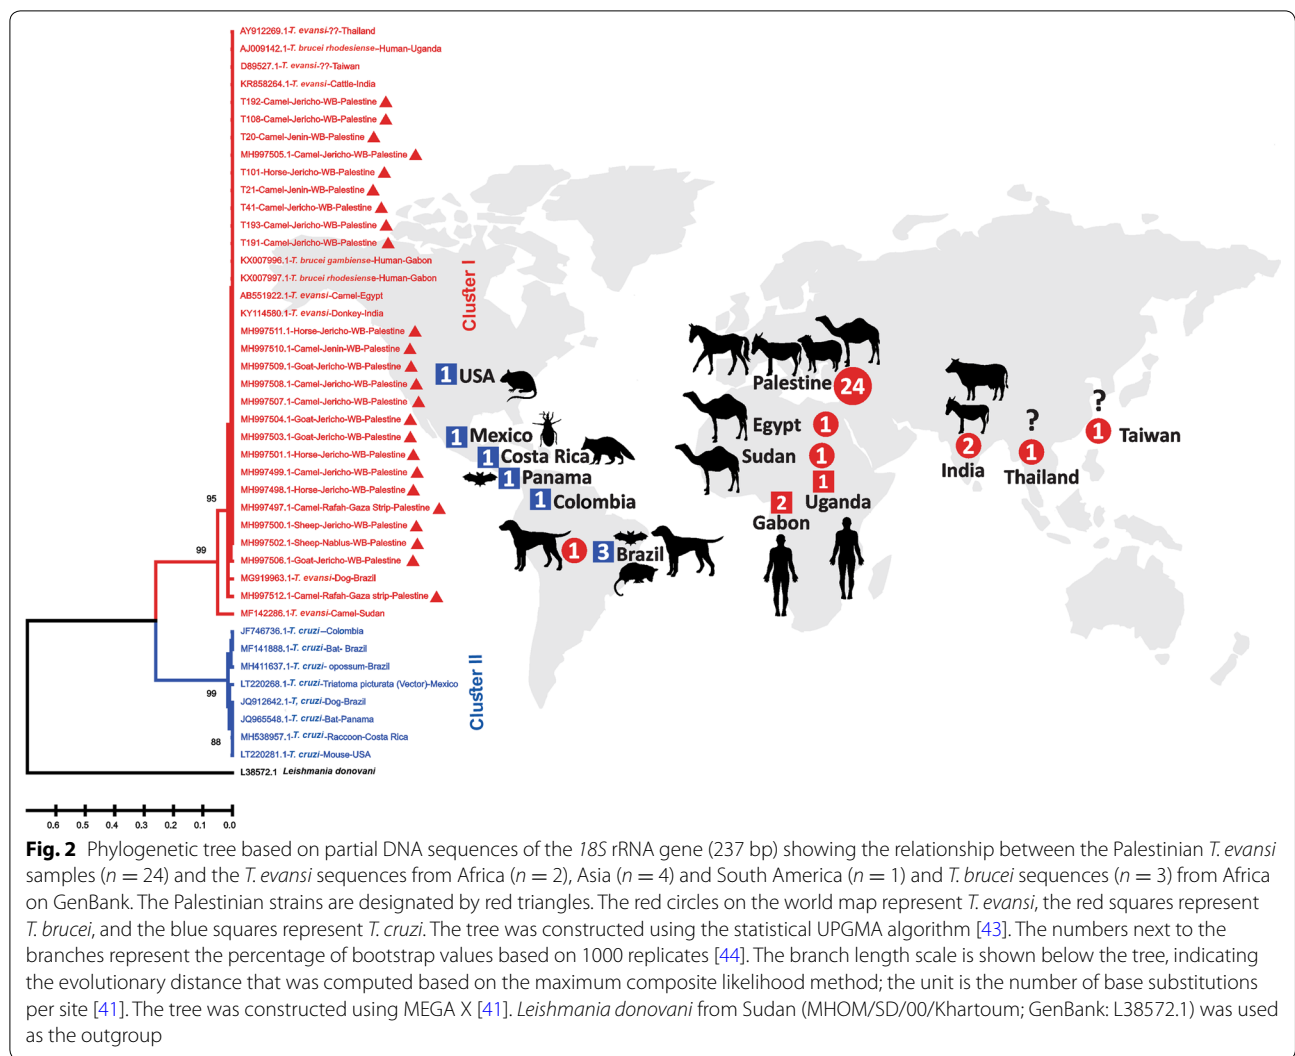 AY912269.1-T. evansi-??-Thailand
AJ009142.1-T. brucei rhodesiense-Human-Uganda
D89527.1-T. evansi-??-Taiwan
KR858264.1-T. evansi-Cattle-India
T192-Camel-Jericho-WB-Palestine
T108-Camel-Jericho-WB-Palestine
T20-Camel-Jenin-WB-Palestine
MH997505.1-Camel-Jericho-WB-Palestine
T101-Horse-Jericho-WB-Palestine
T21-Camel-Jenin-WB-Palestine
T41-Camel-Jericho-WB-Palestine
T193-Camel-Jericho-WB-Palestine
T191-Camel-Jericho-WB-Palestine
KX007996.1-T. brucei gambiense-Human-Gabon
KX007997.1-T. brucei rhodesiense-Human-Gabon
AB551922.1-T. evansi-Camel-Egypt
KY114580.1-T. evansi-Donkey-India
MH997511.1-Horse-Jericho-WB-Palestine
MH997510.1-Camel-Jenin-WB-Palestine
MH997509.1-Goat-Jericho-WB-Palestine
MH997508.1-Camel-Jericho-WB-Palestine
MH997507.1-Camel-Jericho-WB-Palestine
MH997504.1-Goat-Jericho-WB-Palestine
MH997503.1-Goat-Jericho-WB-Palestine
MH997501.1-Horse-Jericho-WB-Palestine
MH997499.1-Camel-Jericho-WB-Palestine
MH997498.1-Horse-Jericho-WB-Palestine
MH997497.1-Camel-Rafah-Gaza Strip-Palestine
MH997500.1-Sheep-Jericho-WB-Palestine
MH997502.1-Sheep-Nablus-WB-Palestine
MH997506.1-Goat-Jericho-WB-Palestine
MG919963.1-T. evansi-Dog-Brazil
MH997512.1-Camel-Rafah-Gaza strip-Palestine
MF142286.1-T. evansi-Camel-Sudan
JF746736.1-T. cruzi-Colombia
MF141888.1-T. cruzi-Bat- Brazil
MH411637.1-T. cruzi- opossum-Brazil
LT220268.1-T. cruzi-Triatoma picturata (Vector)-Mexico
JQ912642.1-T, cruzi-Dog-Brazil
JQ965548.1-T. cruzi-Bat-Panama
MH538957.1-T. cruzi-Raccoon-Costa Rica
LT220281.1-T. cruzi-Mouse-USA
L38572.1 Leishmania donovani
95
99
99
88
0.6 0.5 0.4 0.3 0.2 0.1 0.0
Cluster I
Cluster II
1 USA
1 Mexico
1 Costa Rica
1 Panama
1 Colombia
1
3 Brazil
Palestine 24
Egypt 1
Sudan 1
1
Uganda
2
Gabon
2
India
?
1
Thailand
?
1 Taiwan
Fig. 2 Phylogenetic tree based on partial DNA sequences of the 18S rRNA gene (237 bp) showing the relationship between the Palestinian T. evansi
samples (n = 24) and the T. evansi sequences from Africa (n = 2), Asia (n = 4) and South America (n = 1) and T. brucei sequences (n = 3) from Africa
on GenBank. The Palestinian strains are designated by red triangles. The red circles on the world map represent T. evansi, the red squares represent
T. brucei, and the blue squares represent T. cruzi. The tree was constructed using the statistical UPGMA algorithm [43]. The numbers next to the
branches represent the percentage of bootstrap values based on 1000 replicates [44]. The branch length scale is shown below the tree, indicating
the evolutionary distance that was computed based on the maximum composite likelihood method; the unit is the number of base substitutions
per site [41]. The tree was constructed using MEGA X [41]. Leishmania donovani from Sudan (MHOM/SD/00/Khartoum; GenBank: L38572.1) was used
as the outgroup